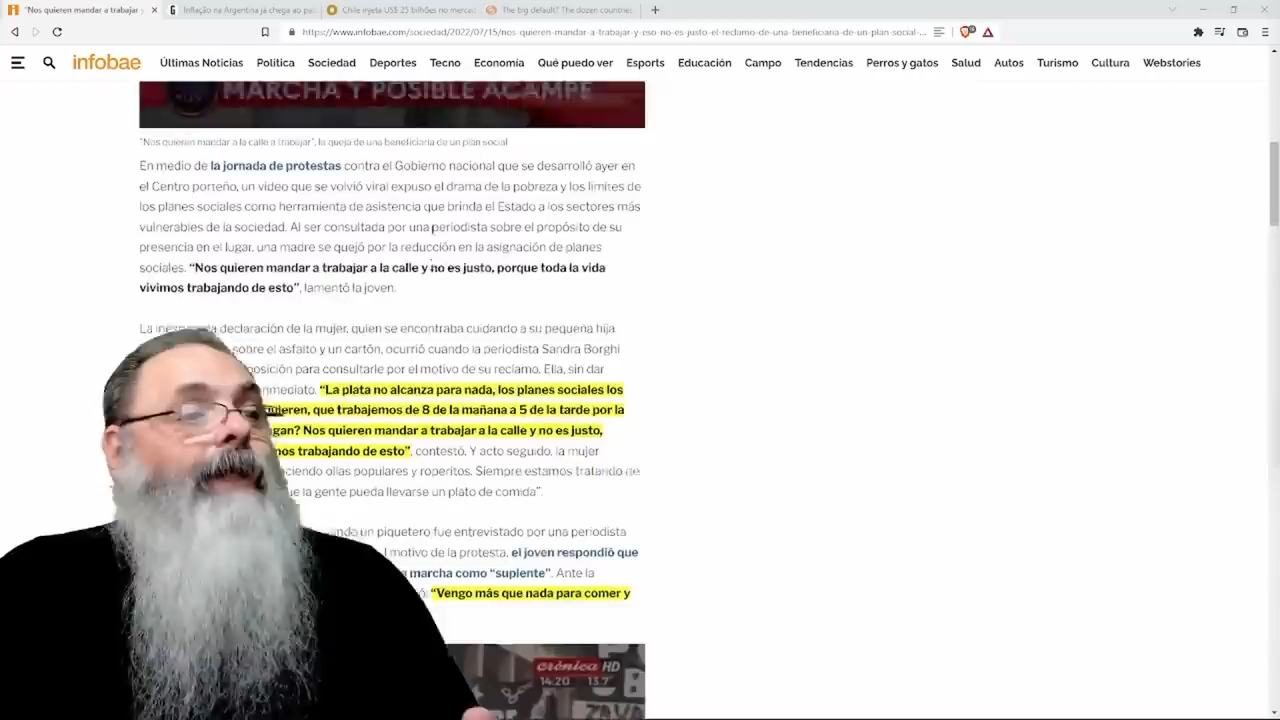 "Nos quieren mandar a trabajar
Inflação na Argentina já chega ao paí
Chile injeta US$ 25 bilhões no mercad
The big default? The dozen countries
https://www.infobae.com/sociedad/2022/07/15/nos-quieren-mandar-a-trabajar-y-eso-no-es-justo-el-reclamo-de-una-beneficiaria-de-un-plan-social-...
infobae
Últimas Noticias Política Sociedad Deportes Tecno Economía Qué puedo ver Esports Educación Campo Tendencias Perros y gatos Salud Autos Turismo Cultura Webstories
MARCHA Y POSIBLE ACAMPE
"Nos quieren mandar a la calle a trabajar", la queja de una beneficiaria de un plan social
En medio de la jornada de protestas contra el Gobierno nacional que se desarrolló ayer en
el Centro porteño, un video que se volvió viral expuso el drama de la pobreza y los límites de
los planes sociales como herramienta de asistencia que brinda el Estado a los sectores más
vulnerables de la sociedad. Al ser consultada por una periodista sobre el propósito de su
presencia en el lugar, una madre se quejó por la reducción en la asignación de planes
sociales. "Nos quieren mandar a trabajar a la calle y no es justo, porque toda la vida
vivimos trabajando de esto", lamentó la joven.
La declaración de la mujer, quien se encontraba cuidando a su pequeña hija
sobre el asfalto y un cartón, ocurrió cuando la periodista Sandra Borghi
posición para consultarle por el motivo de su reclamo. Ella, sin dar
nmediato. "La plata no alcanza para nada, los planes sociales los
uieren, que trabajemos de 8 de la mañana a 5 de la tarde por la
gan? Nos quieren mandar a trabajar a la calle y no es justo,
nos trabajando de esto", contestó. Y acto seguido, la mujer
ciendo ollas populares y roperitos. Siempre estamos tratando de
ue la gente pueda llevarse un plato de comida".
ando un piquetero fue entrevistado por una periodista
l motivo de la protesta, el joven respondió que
marcha como "suplente". Ante la
ó: "Vengo más que nada para comer y
crónica HD
14.20 13.7°